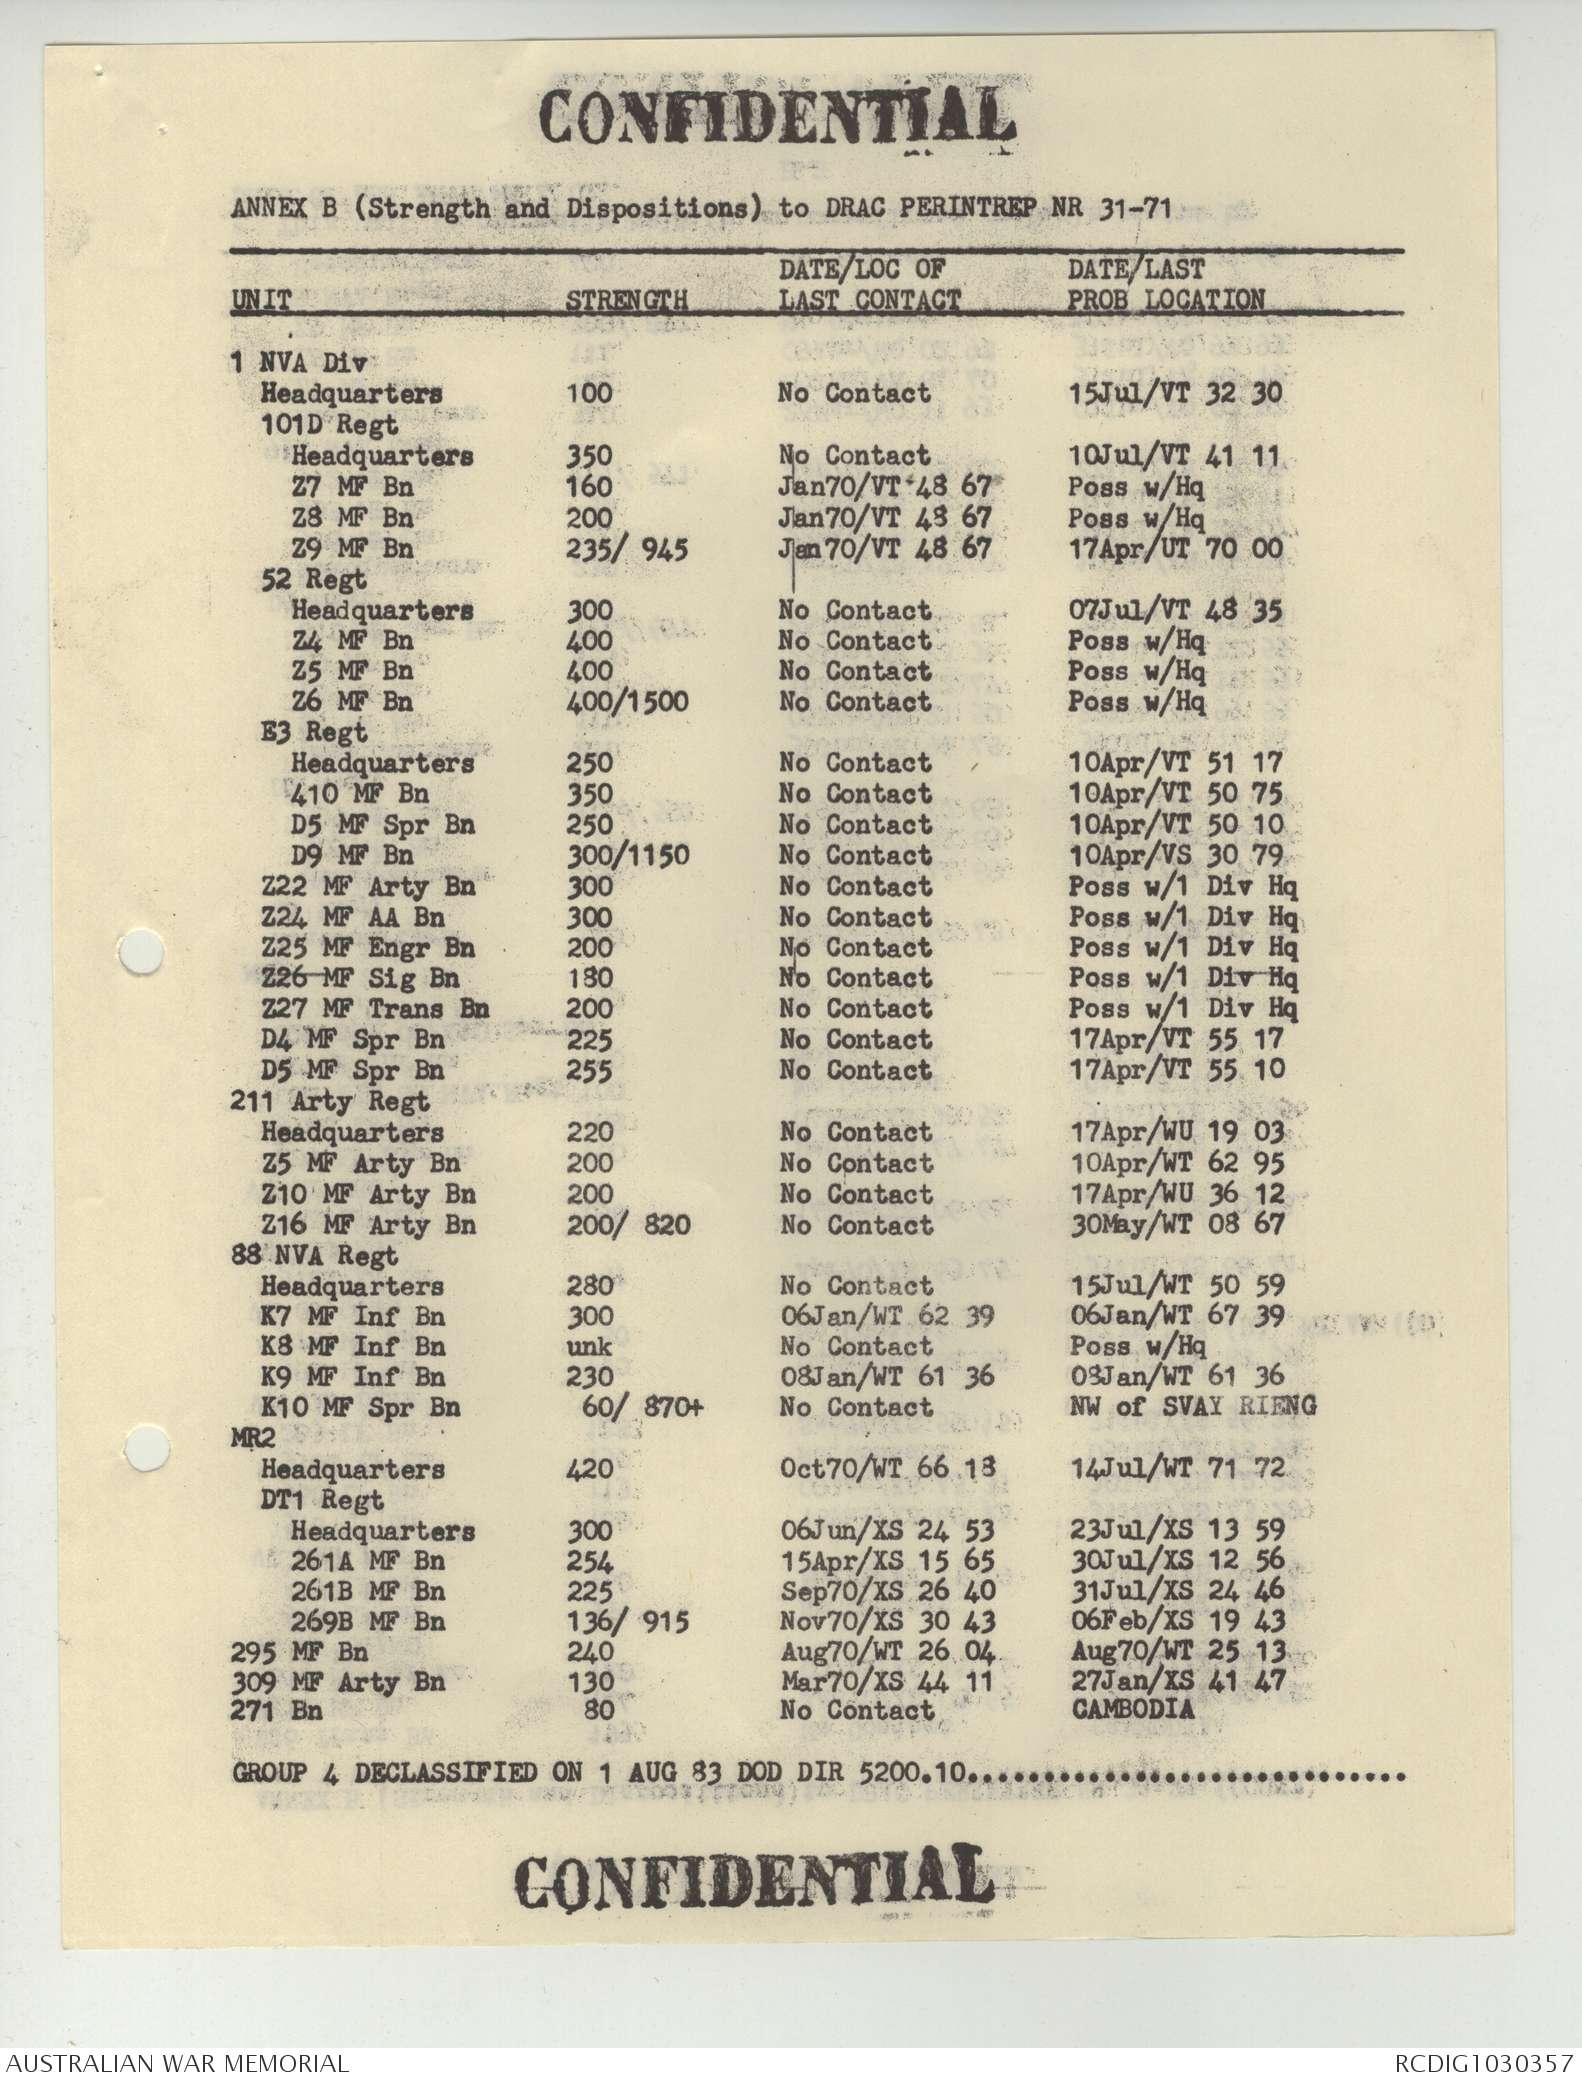 CONFIDENTIAL
ANNEX B (Strength and Dispositions) to DRAC PERINTREP NR 31-71
DATE/LOC OF DATE/LAST
UNIT STRENGTH LAST CONTACT PROB LOCATION
1 NVA Div
Headquarters 100 No Contact 15Jul/VT 32 30
101D Regt
Headquarters 350 No Contact 10Jul/VT 41 11
Z7 MF Bn 160 Jan70/VT 48 67 Poss w/Hq
Z8 MF Bn 200 Jan70/VT 48 67 Poss w/Hq
Z9 MF Bn 235/ 945 Jan70/VT 48 67 17Apr/UT 70 00
52 Regt
Headquarters 300 No Contact 07Jul/VT 48 35
Z4 MF Bn 400 No Contact Poss w/Hq
Z5 MF Bn 400 No Contact Poss w/Hq
Z6 MF Bn 400/1500 No Contact Poss w/Hq
E3 Regt
Headquarters 250 No Contact 10Apr/VT 51 17
410 MF Bn 350 No Contact 10Apr/VT 50 75
D5 MF Spr Bn 250 No Contact 10Apr/VT 50 10
D9 MF Bn 300/1150 No Contact 10Apr/VS 30 79
Z22 MF Arty Bn 300 No Contact Poss w/1 Div Hq
Z24 MF AA Bn 300 No Contact Poss w/1 Div Hq
Z25 MF Engr Bn 200 No Contact Poss w/1 Div Hq
Z26 MF Sig Bn 180 No Contact Poss w/1 Div Hq
Z27 MF Trans Bn 200 No Contact Poss w/1 Div Hq
D4 MF Spr Bn 225 No Contact 17Apr/VT 55 17
D5 MF Spr Bn 255 No Contact 17Apr/VT 55 10
211 Arty Regt
Headquarters 220 No Contact 17Apr/WU 19 03
Z5 MF Arty Bn 200 No Contact 10Apr/WT 62 95
Z10 MF Arty Bn 200 No Contact 17Apr/WU 36 12
Z16 MF Arty Bn 200/ 820 No Contact 30May/WT 08 67
88 NVA Regt
Headquarters 280 No Contact 15Jul/WT 50 59
K7 MF Inf Bn 300 06Jan/WT 62 39 06Jan/WT 67 39
K8 MF Inf Bn unk No Contact Poss w/Hq
K9 MF Inf Bn 230 08Jan/WT 61 36 08Jan/WT 61 36
K10 MF Spr Bn 60/ 870+ No Contact NW of SVAY RIENG
MR2
Headquarters 420 Oct70/WT 66 18 14Jul/WT 71 72
DT1 Regt
Headquarters 300 06Jun/XS 24 53 23Jul/XS 13 59
261A MF Bn 254 15Apr/XS 15 65 30Jul/XS 12 56
261B MF Bn 225 Sep70/XS 26 40 31Jul/XS 24 46
269B MF Bn 136/ 915 Nov70/XS 30 43 06Feb/XS 19 43
295 MF Bn 240 Aug70/WT 26 04 Aug70/WT 25 13
309 MF Arty Bn 130 Mar70/XS 44 11 27Jan/XS 41 47
271 Bn 80 No Contact CAMBODIA
GROUP 4 DECLASSIFIED ON 1 AUG 83 DOD DIR 5200.10.............................
CONFIDENTIAL
AUSTRALIAN WAR MEMORIAL RCDIG1030357